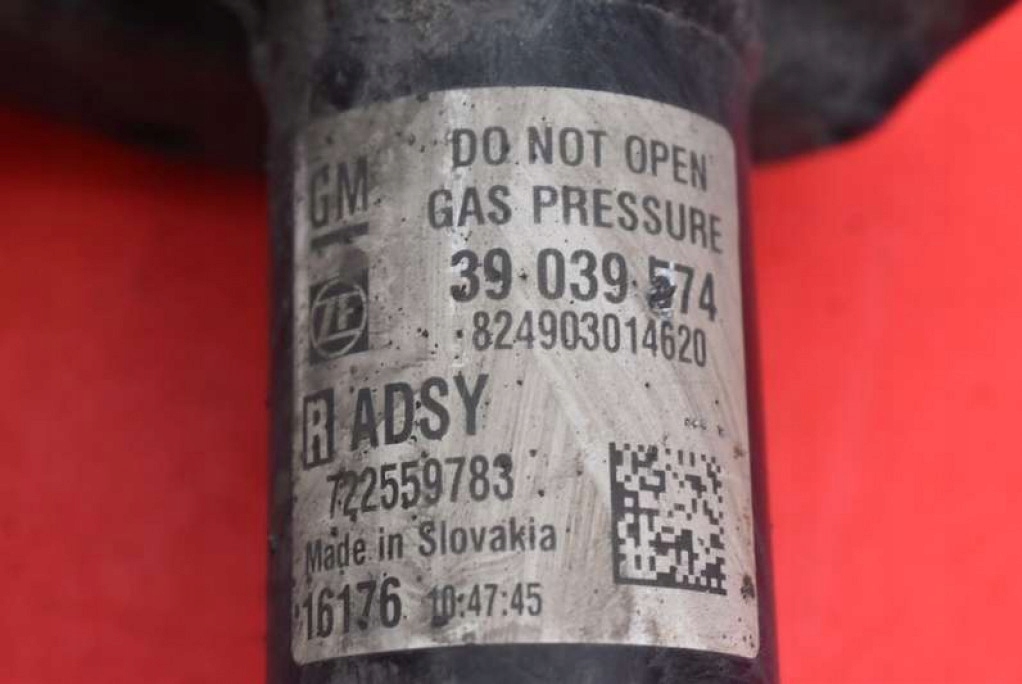 GM
DO NOT OPEN
GAS PRESSURE
39 039 574
824903014620
ZF
R ADSY
722559783
Made in Slovakia
16176 10:47:45